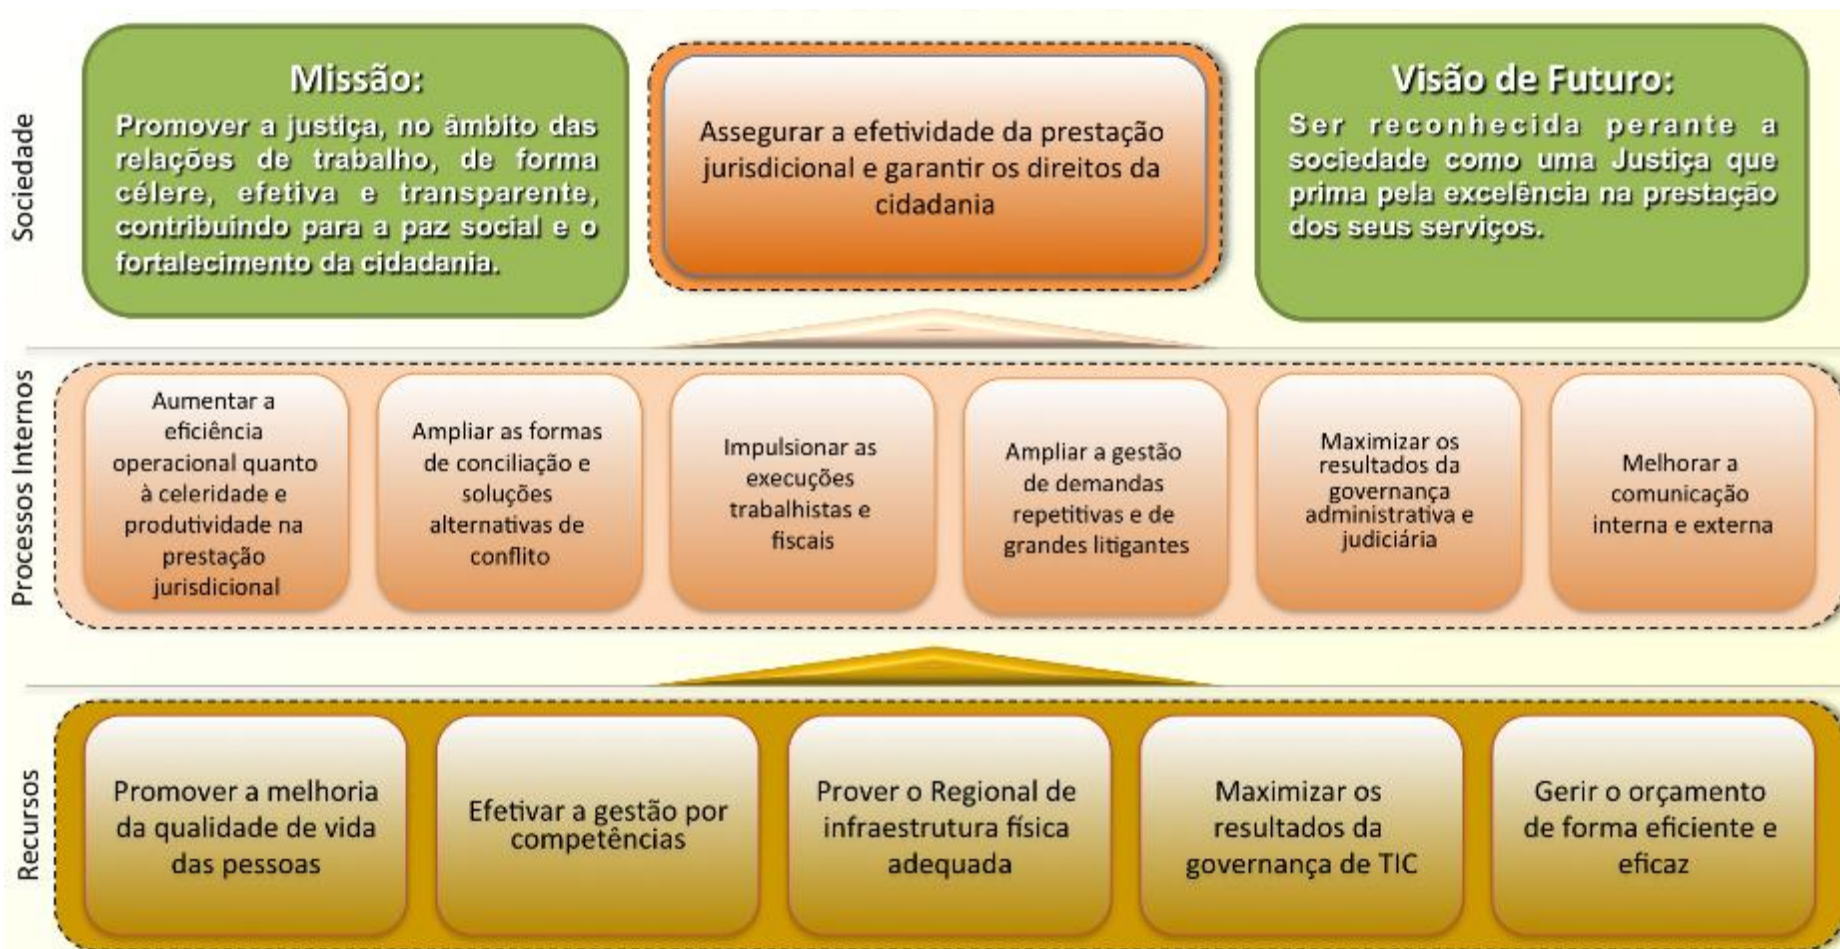 Sociedade
Missão:
Promover a justiça, no âmbito das
relações de trabalho, de forma
célere, efetiva e transparente,
contribuindo para a paz social e o
fortalecimento da cidadania.
Assegurar a efetividade da prestação
jurisdicional e garantir os direitos da
cidadania
Visão de Futuro:
Ser reconhecida perante a
sociedade como uma Justiça que
prima pela excelência na prestação
dos seus serviços.
Processos Internos
Aumentar a
eficiência
operacional quanto
à celeridade e
produtividade na
prestação
jurisdicional
Ampliar as formas
de conciliação e
soluções
alternativas de
conflito
Impulsionar as
execuções
trabalhistas e
fiscais
Ampliar a gestão
de demandas
repetitivas e de
grandes litigantes
Maximizar os
resultados da
governança
administrativa e
judiciária
Melhorar a
comunicação
interna e externa
Recursos
Promover a melhoria
da qualidade de vida
das pessoas
Efetivar a gestão por
competências
Prover o Regional de
infraestrutura física
adequada
Maximizar os
resultados da
governança de TIC
Gerir o orçamento
de forma eficiente e
eficaz